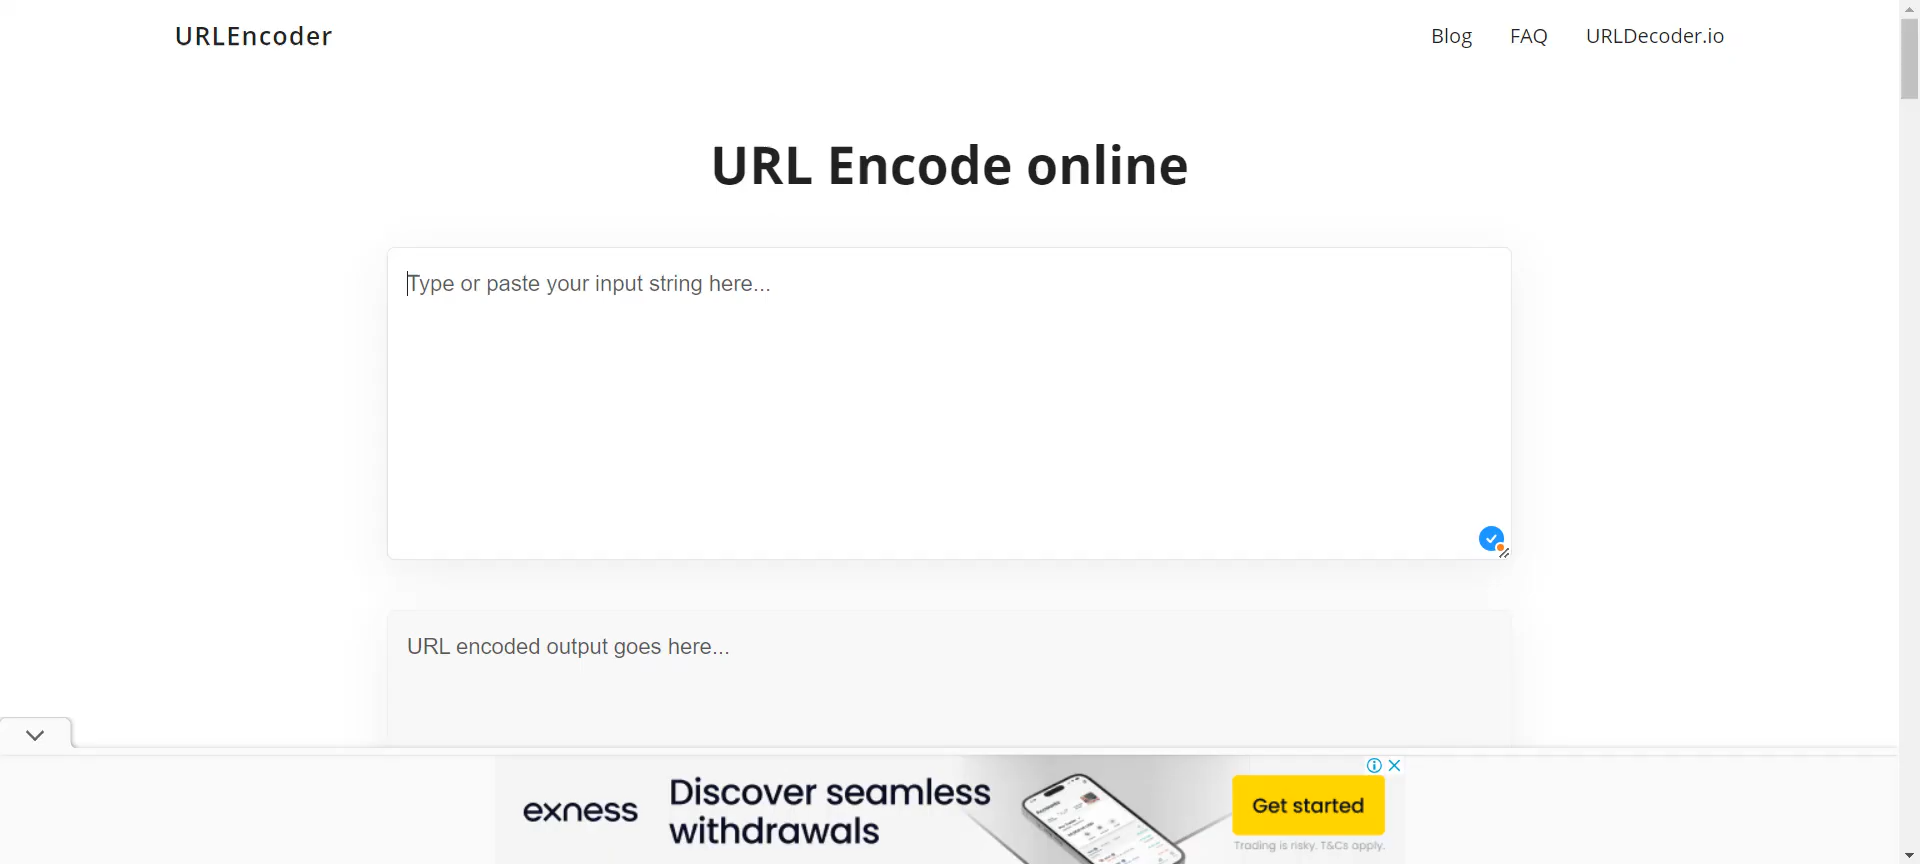 URLEncoder
Blog
FAQ
URLDecoder.io
URL Encode online
Type or paste your input string here...
URL encoded output goes here...
exness
Discover seamless
withdrawals
Get started
Trading is risky. T&Cs apply.